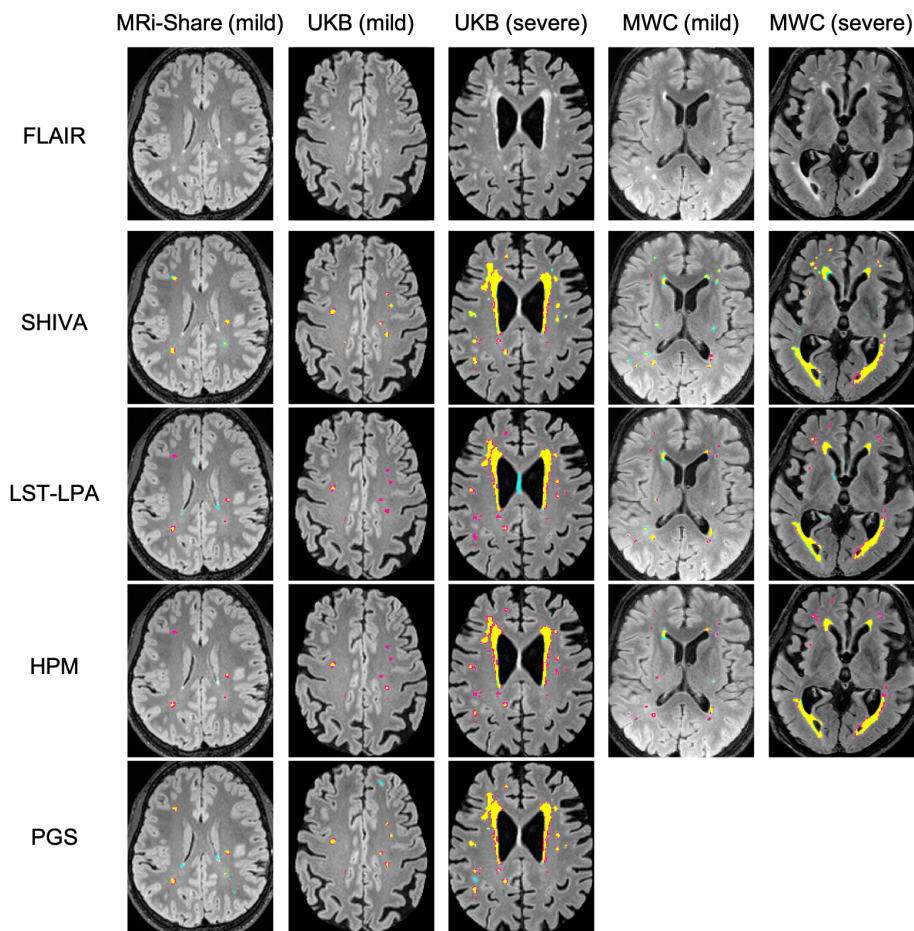 MRi-Share (mild) UKB (mild) UKB (severe) MWC (mild) MWC (severe)
FLAIR
SHIVA
LST-LPA
HPM
PGS